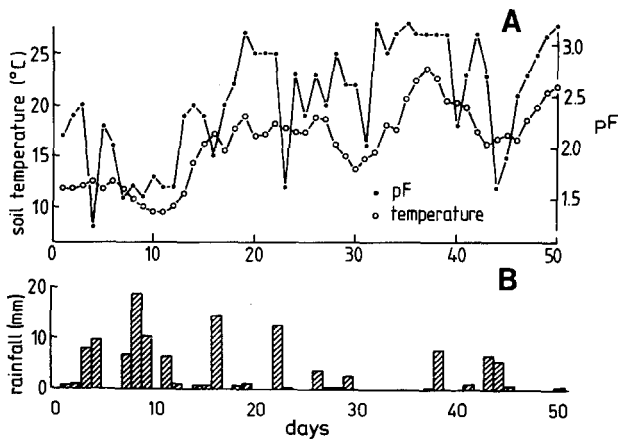 A
soil temperature (°C)
25
20
15
10
3.0
2.5
2.0
1.5
pF
• pF
○ temperature
0 10 20 30 40 50
B
rainfall (mm)
20
10
0
0 10 20 30 40 50
days